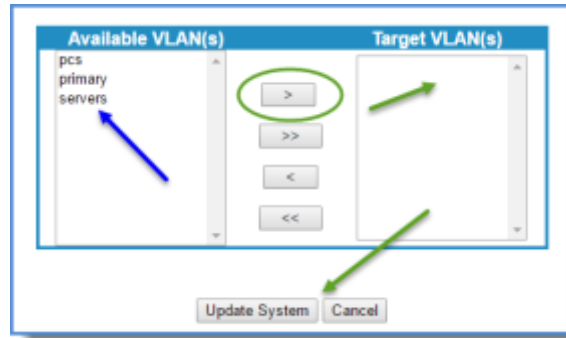 Available VLAN(s) Target VLAN(s)
pcs
primary
servers
>
>>
<
<<
Update System Cancel